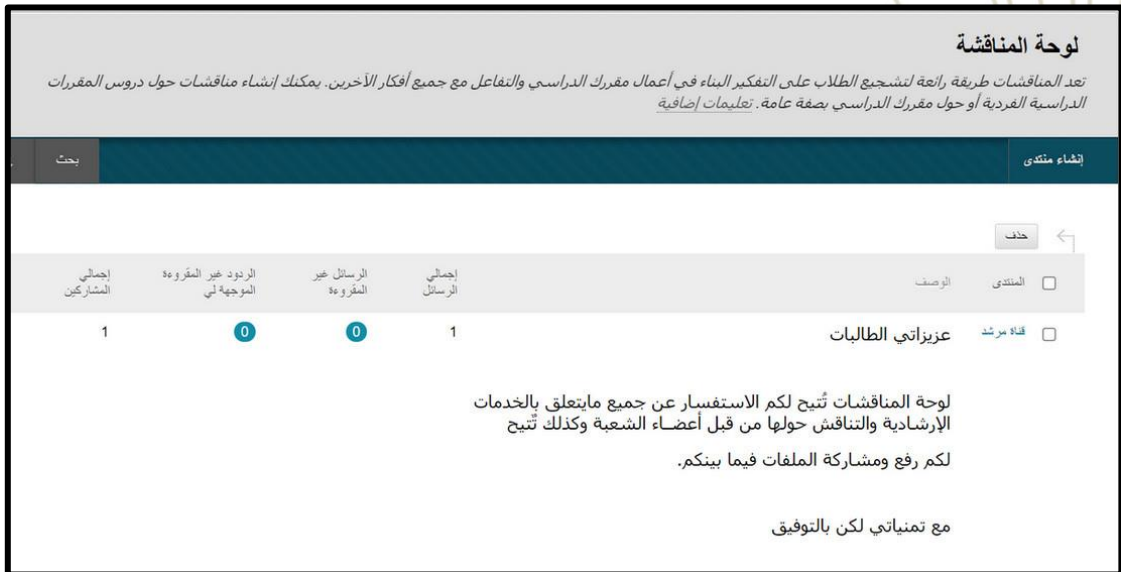 لوحة المناقشة
تعد المناقشات طريقة رائعة لتشجيع الطلاب على التفكير البناء في أعمال مقررك الدراسي والتفاعل مع جميع أفكار الآخرين. يمكنك إنشاء مناقشات حول دروس المقررات
الدراسية الفردية أو حول مقررك الدراسي بصفة عامة. تعليمات إضافية
إنشاء منتدى
بحث
حذف
المنتدى
الوصف
إجمالي الرسائل
الرسائل غير المقروءة
الردود غير المقروءة الموجهة لي
إجمالي المشاركين
قناة مرشد
عزيزاتي الطالبات
1
0
0
1
لوحة المناقشات تُتيح لكم الاستفسار عن جميع مايتعلق بالخدمات
الإرشادية والتناقش حولها من قبل أعضاء الشعبة وكذلك تُتيح
لكم رفع ومشاركة الملفات فيما بينكم.
مع تمنياتي لكن بالتوفيق